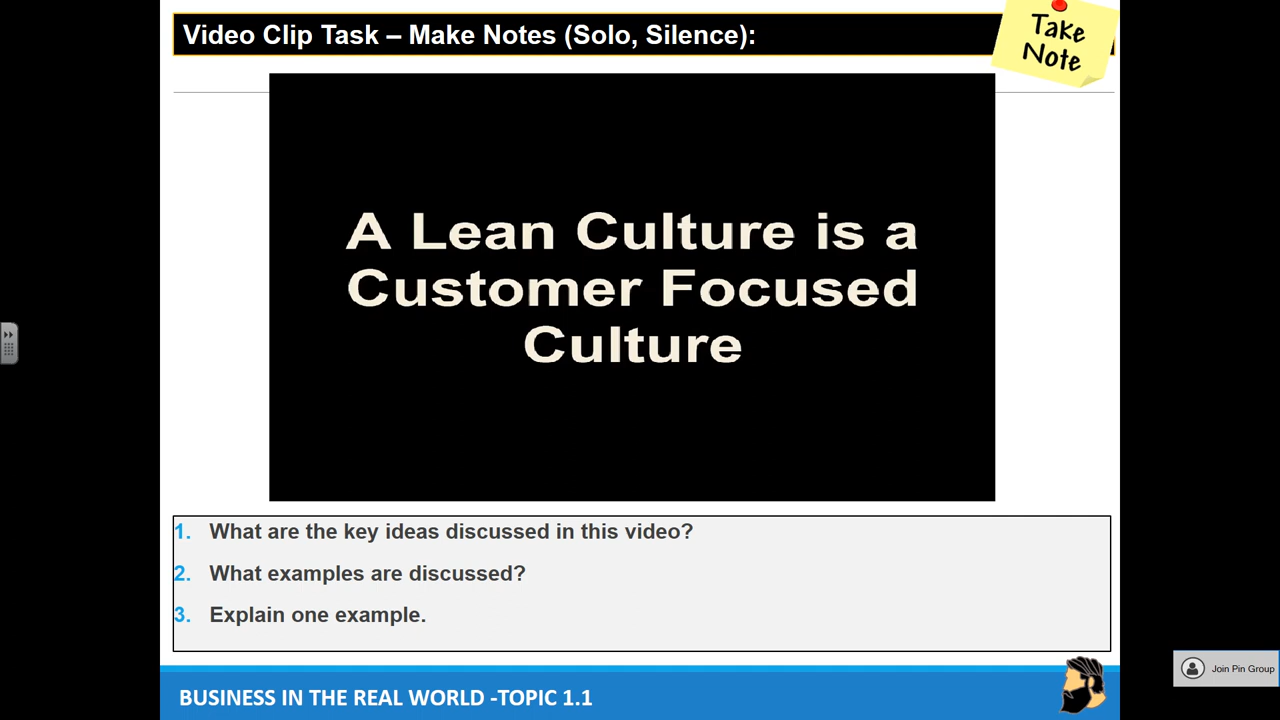 Video Clip Task – Make Notes (Solo, Silence):
Take
Note
A Lean Culture is a
Customer Focused
Culture
1. What are the key ideas discussed in this video?
2. What examples are discussed?
3. Explain one example.
Join Pin Group
BUSINESS IN THE REAL WORLD -TOPIC 1.1